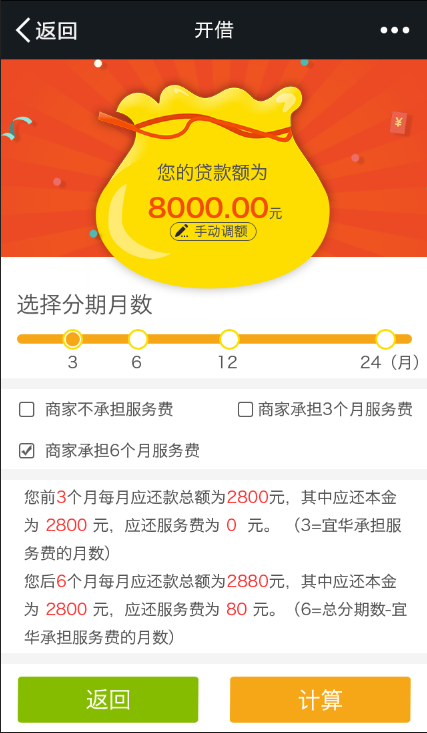 返回
开借
您的贷款额为
8000.00元
手动调额
¥
选择分期月数
3 6 12 24（月）
商家不承担服务费 商家承担3个月服务费
商家承担6个月服务费
您前3个月每月应还款总额为2800元，其中应还本金
为 2800 元，应还服务费为 0 元。（3=宜华承担服
务费的月数）
您后6个月每月应还款总额为2880元，其中应还本金
为 2800 元，应还服务费为 80 元。（6=总分期数-宜
华承担服务费的月数）
返回 计算